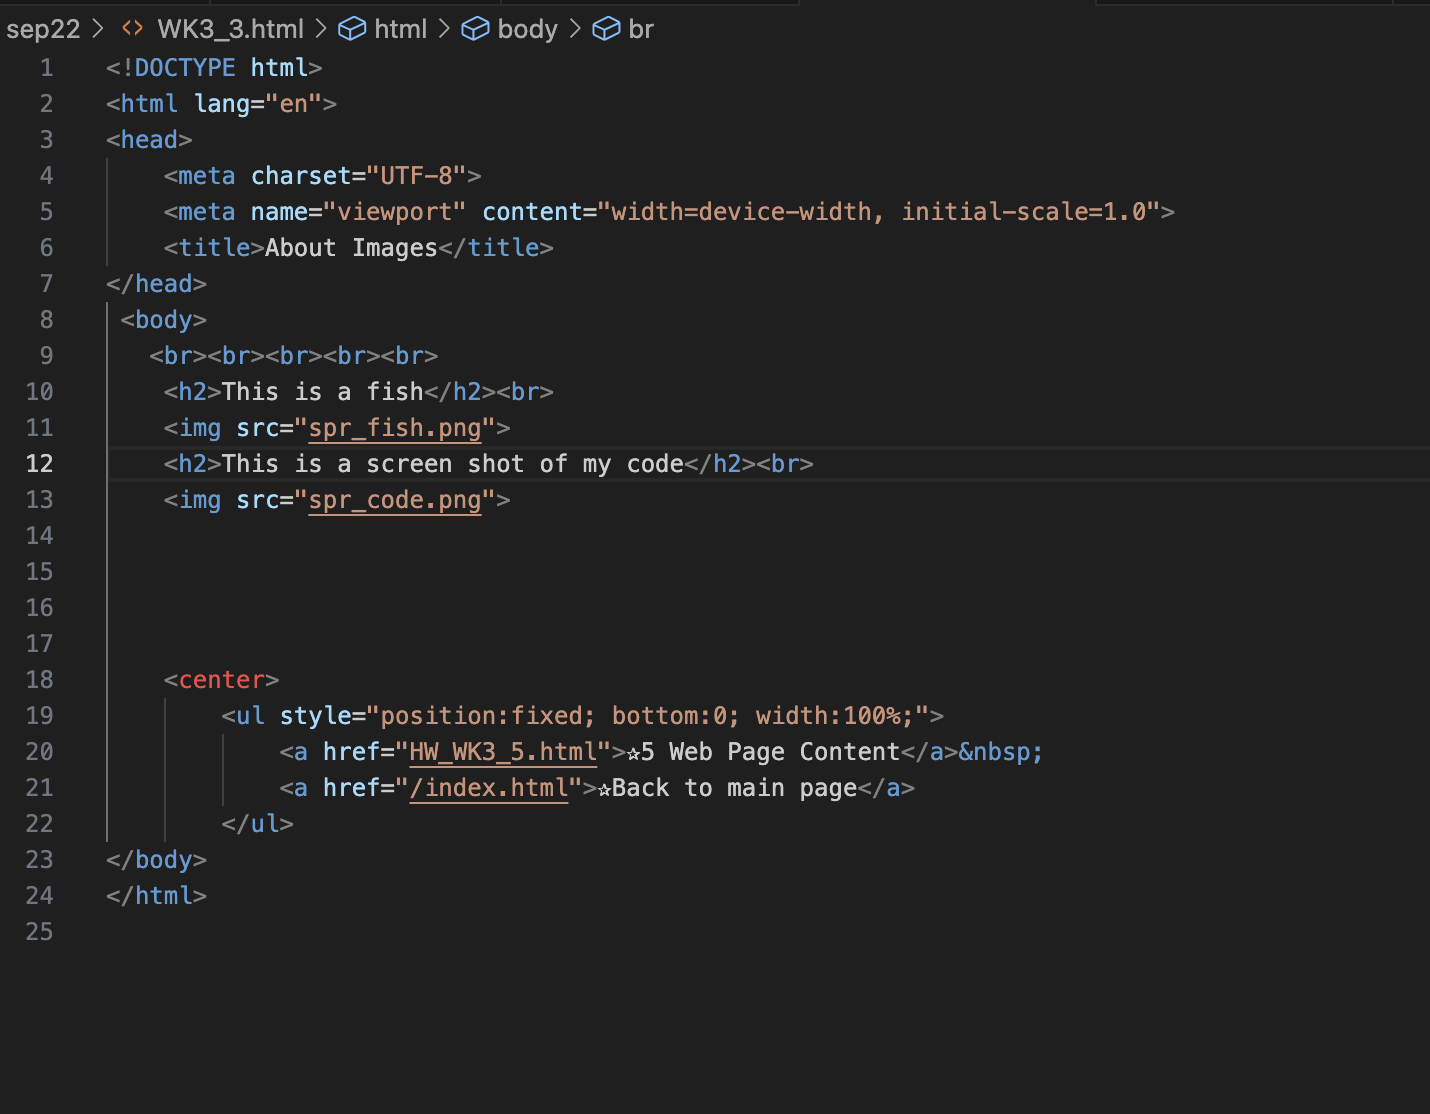 sep22 > <> WK3_3.html > html > body > br
1 <!DOCTYPE html>
2 <html lang="en">
3 <head>
4     <meta charset="UTF-8">
5     <meta name="viewport" content="width=device-width, initial-scale=1.0">
6     <title>About Images</title>
7 </head>
8  <body>
9    <br><br><br><br><br>
10     <h2>This is a fish</h2><br>
11     <img src="spr_fish.png">
12     <h2>This is a screen shot of my code</h2><br>
13     <img src="spr_code.png">
14
15
16
17
18     <center>
19         <ul style="position:fixed; bottom:0; width:100%;">
20             <a href="HW_WK3_5.html">✫5 Web Page Content</a>&nbsp;
21             <a href="/index.html">✫Back to main page</a>
22         </ul>
23 </body>
24 </html>
25